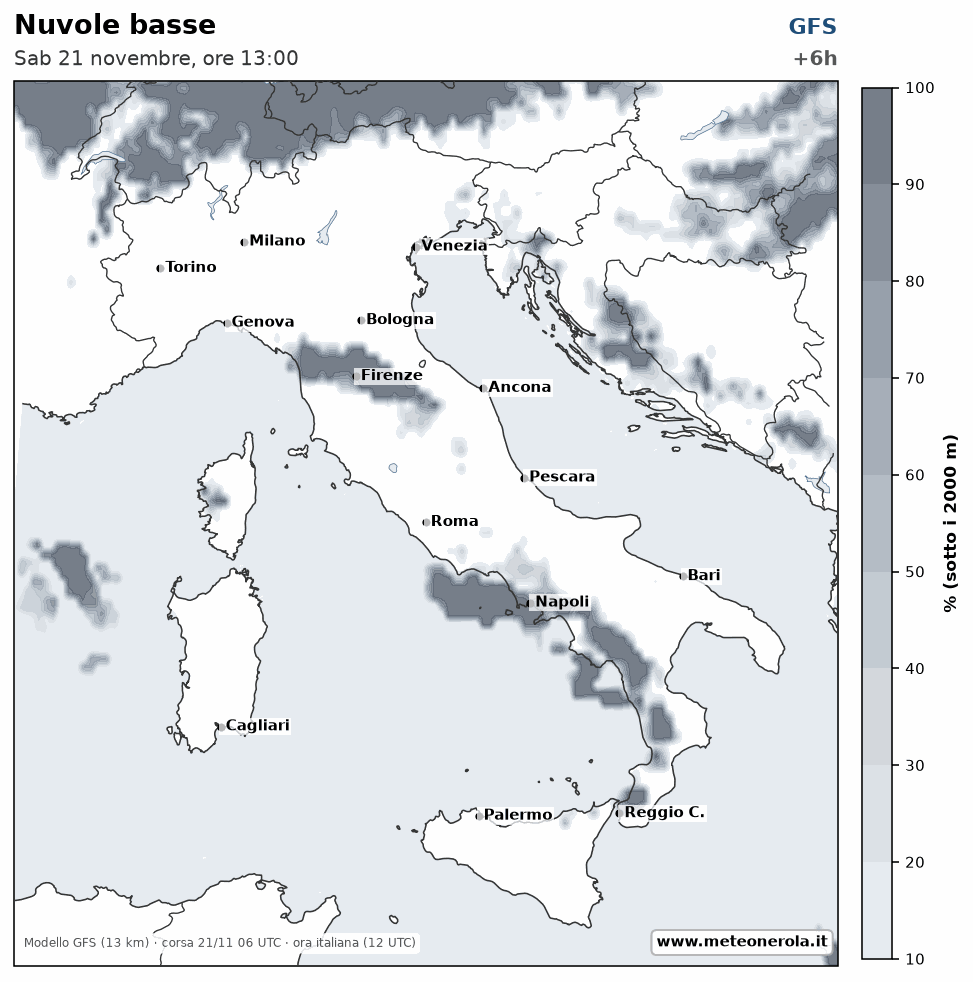 Nuvole basse
GFS
Sab 21 novembre, ore 13:00
+6h
Milano
Venezia
Torino
Genova
Bologna
Firenze
Ancona
Pescara
Roma
Bari
Napoli
Cagliari
Palermo
Reggio C.
Modello GFS (13 km) · corsa 21/11 06 UTC · ora italiana (12 UTC)
www.meteonerola.it
100
90
80
70
60
50
40
30
20
10
% (sotto i 2000 m)